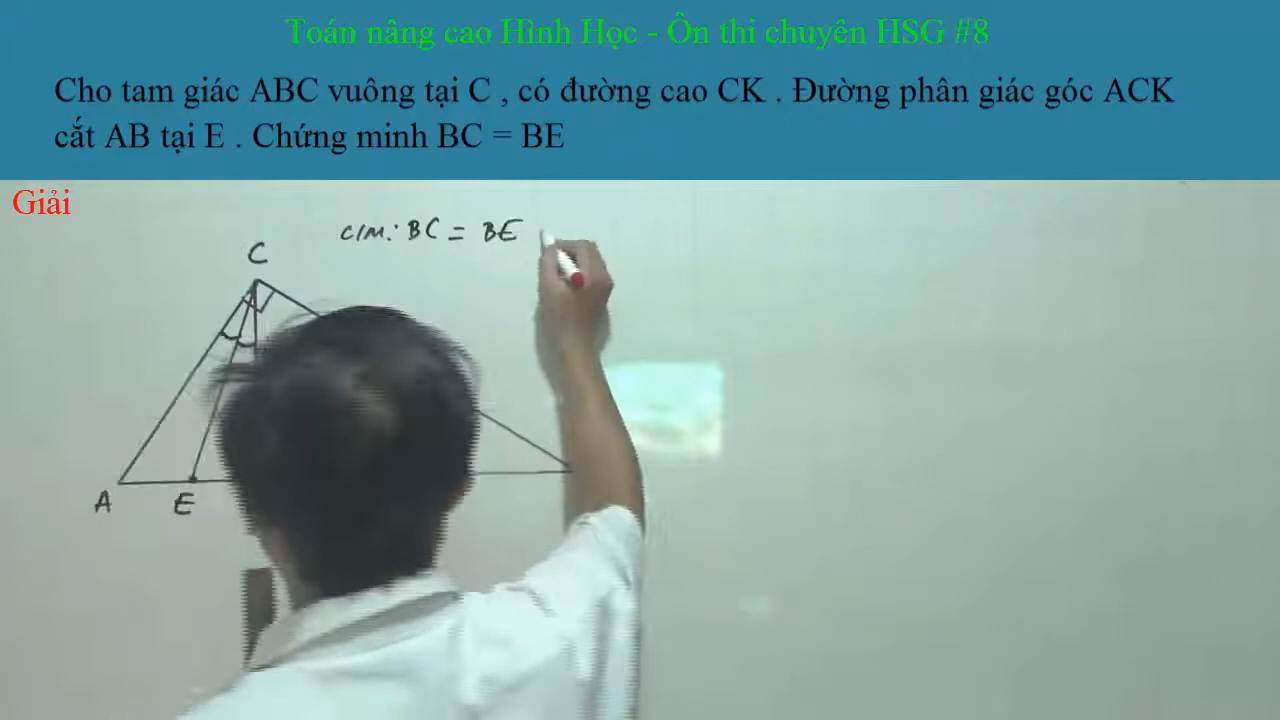 Toán nâng cao Hình Học - Ôn thi chuyên HSG #8
Cho tam giác ABC vuông tại C , có đường cao CK . Đường phân giác góc ACK
cắt AB tại E . Chứng minh BC = BE
Giải
C/M: BC = BE
C
A
E